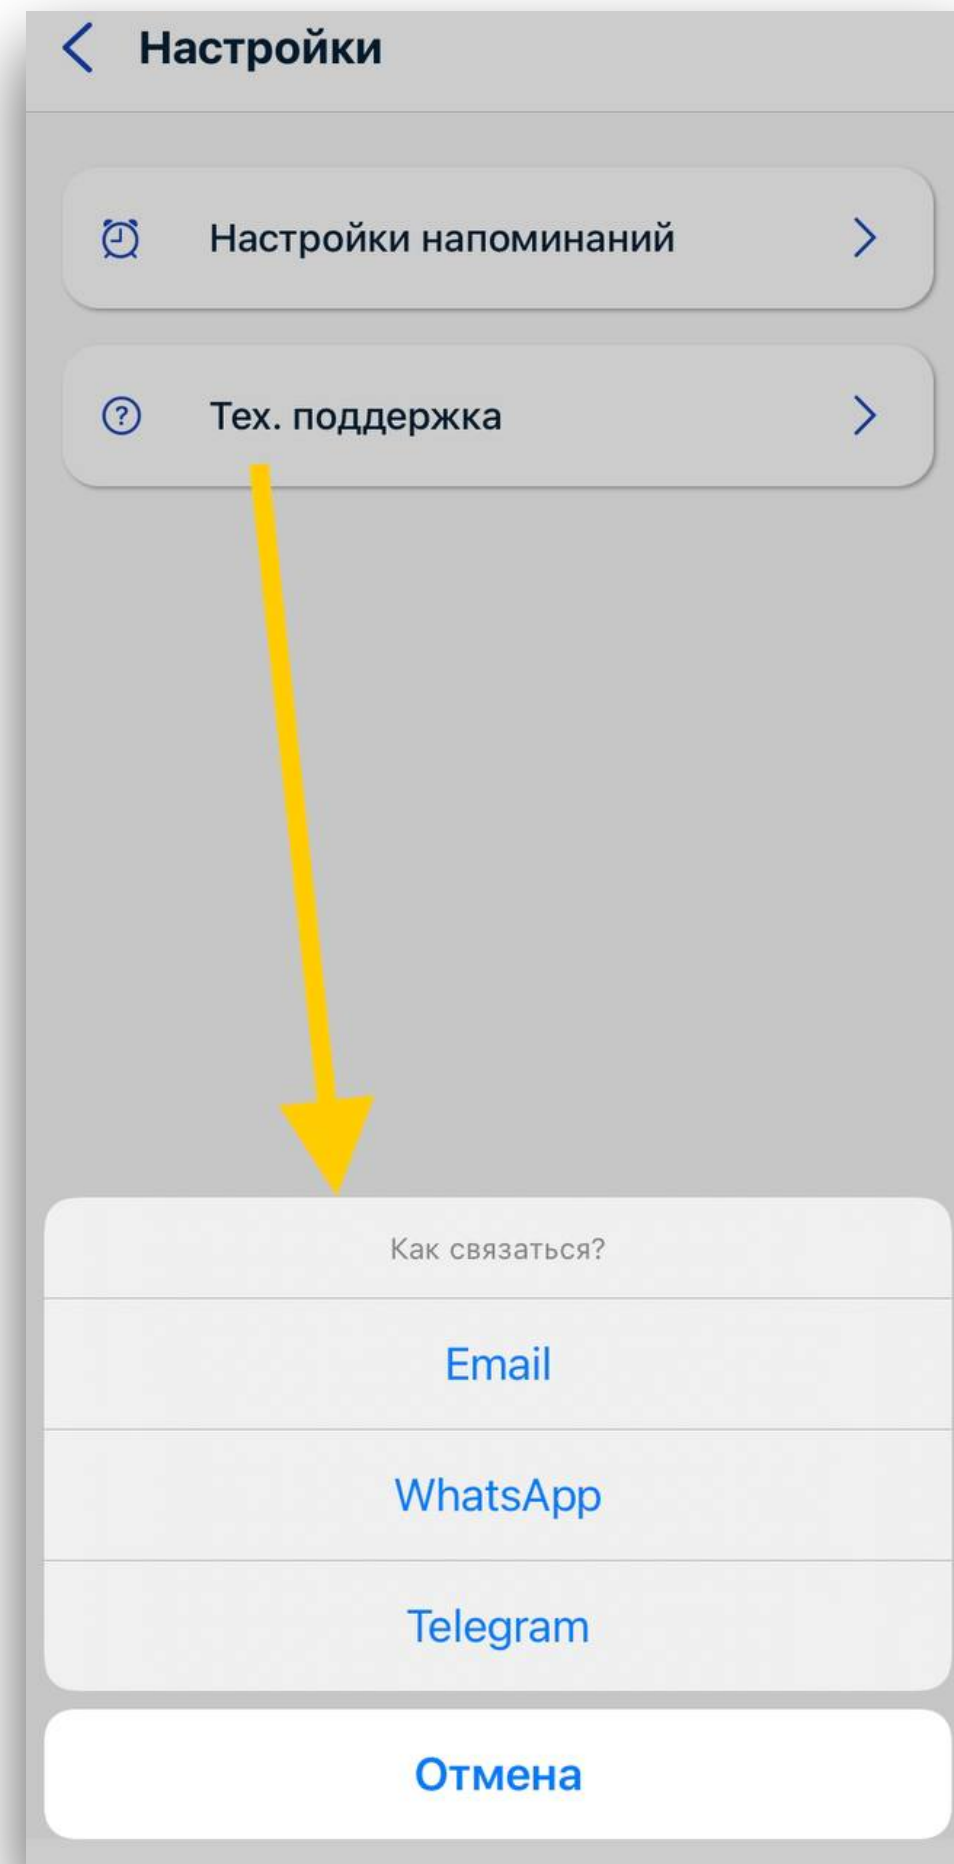 Настройки
Настройки напоминаний
Тех. поддержка
Как связаться?
Email
WhatsApp
Telegram
Отмена